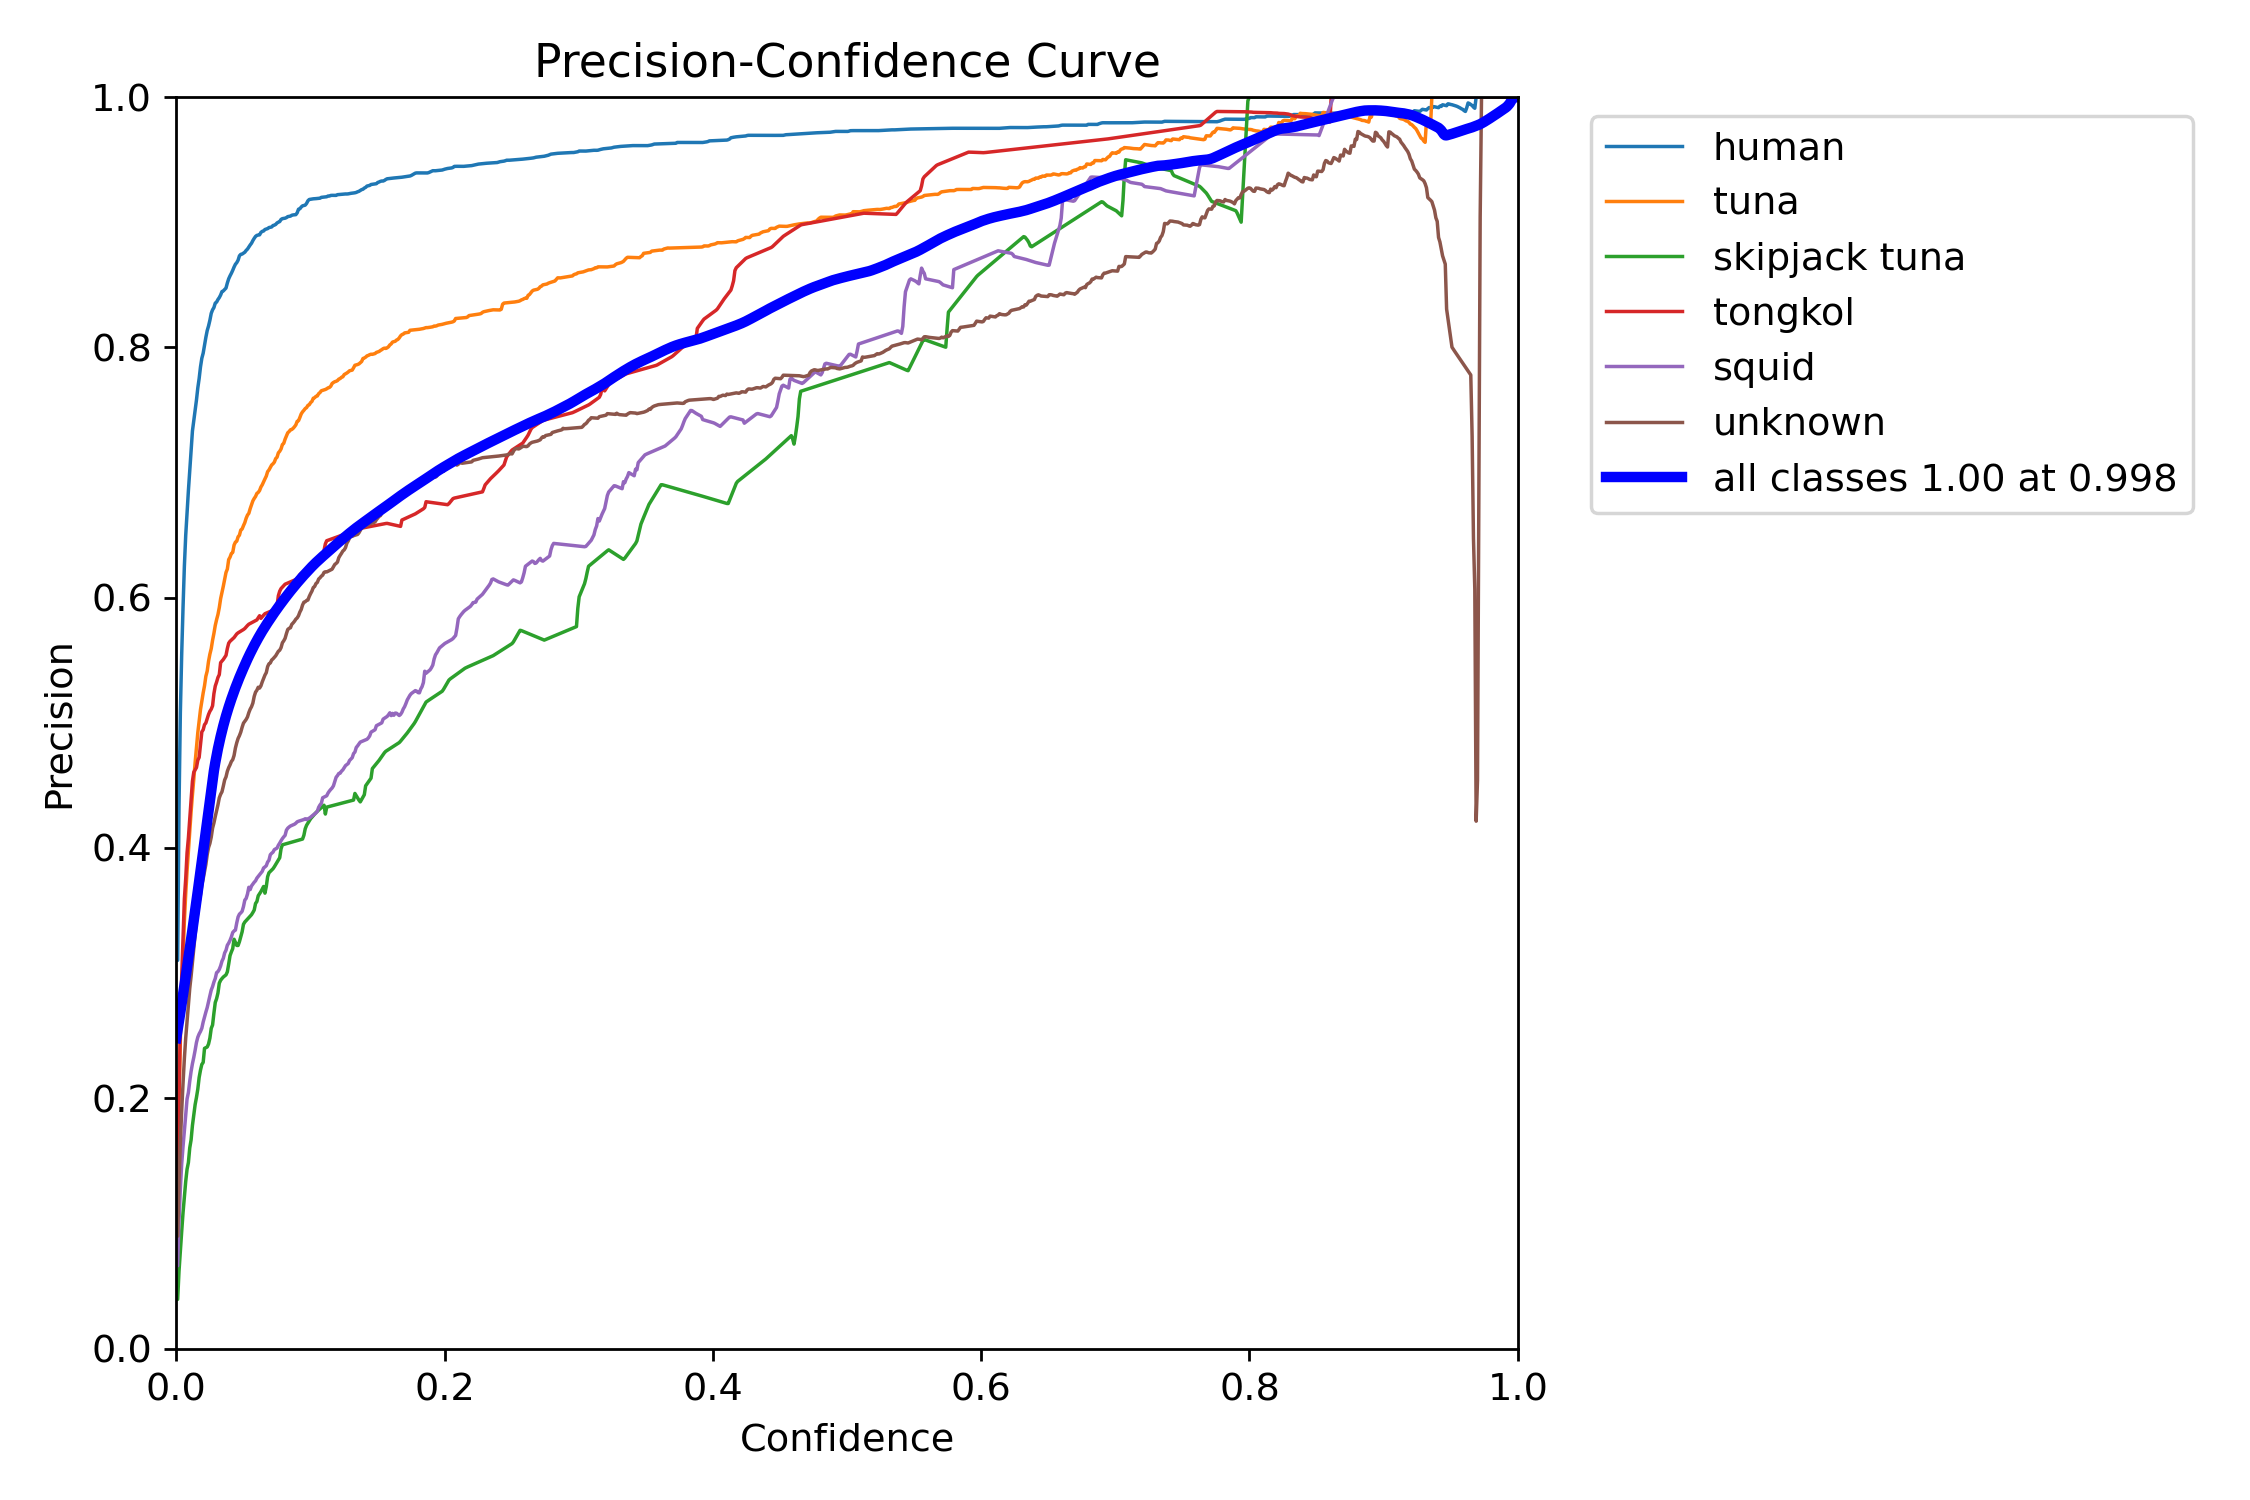 Precision-Confidence Curve
1.0
0.8
0.6
0.4
0.2
0.0
Precision
0.0 0.2 0.4 0.6 0.8 1.0
Confidence
human
tuna
skipjack tuna
tongkol
squid
unknown
all classes 1.00 at 0.998